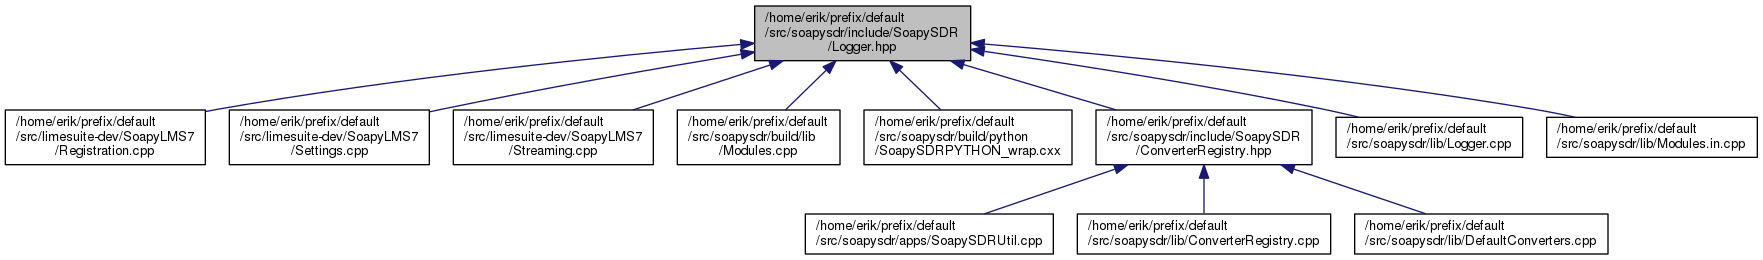 /home/erik/prefix/default
/src/soapysdr/include/SoapySDR
/Logger.hpp
/home/erik/prefix/default
/src/limesuite-dev/SoapyLMS7
/Registration.cpp
/home/erik/prefix/default
/src/limesuite-dev/SoapyLMS7
/Settings.cpp
/home/erik/prefix/default
/src/limesuite-dev/SoapyLMS7
/Streaming.cpp
/home/erik/prefix/default
/src/soapysdr/build/lib
/Modules.cpp
/home/erik/prefix/default
/src/soapysdr/build/python
/SoapySDRPYTHON_wrap.cxx
/home/erik/prefix/default
/src/soapysdr/include/SoapySDR
/ConverterRegistry.hpp
/home/erik/prefix/default
/src/soapysdr/lib/Logger.cpp
/home/erik/prefix/default
/src/soapysdr/lib/Modules.in.cpp
/home/erik/prefix/default
/src/soapysdr/apps/SoapySDRUtil.cpp
/home/erik/prefix/default
/src/soapysdr/lib/ConverterRegistry.cpp
/home/erik/prefix/default
/src/soapysdr/lib/DefaultConverters.cpp